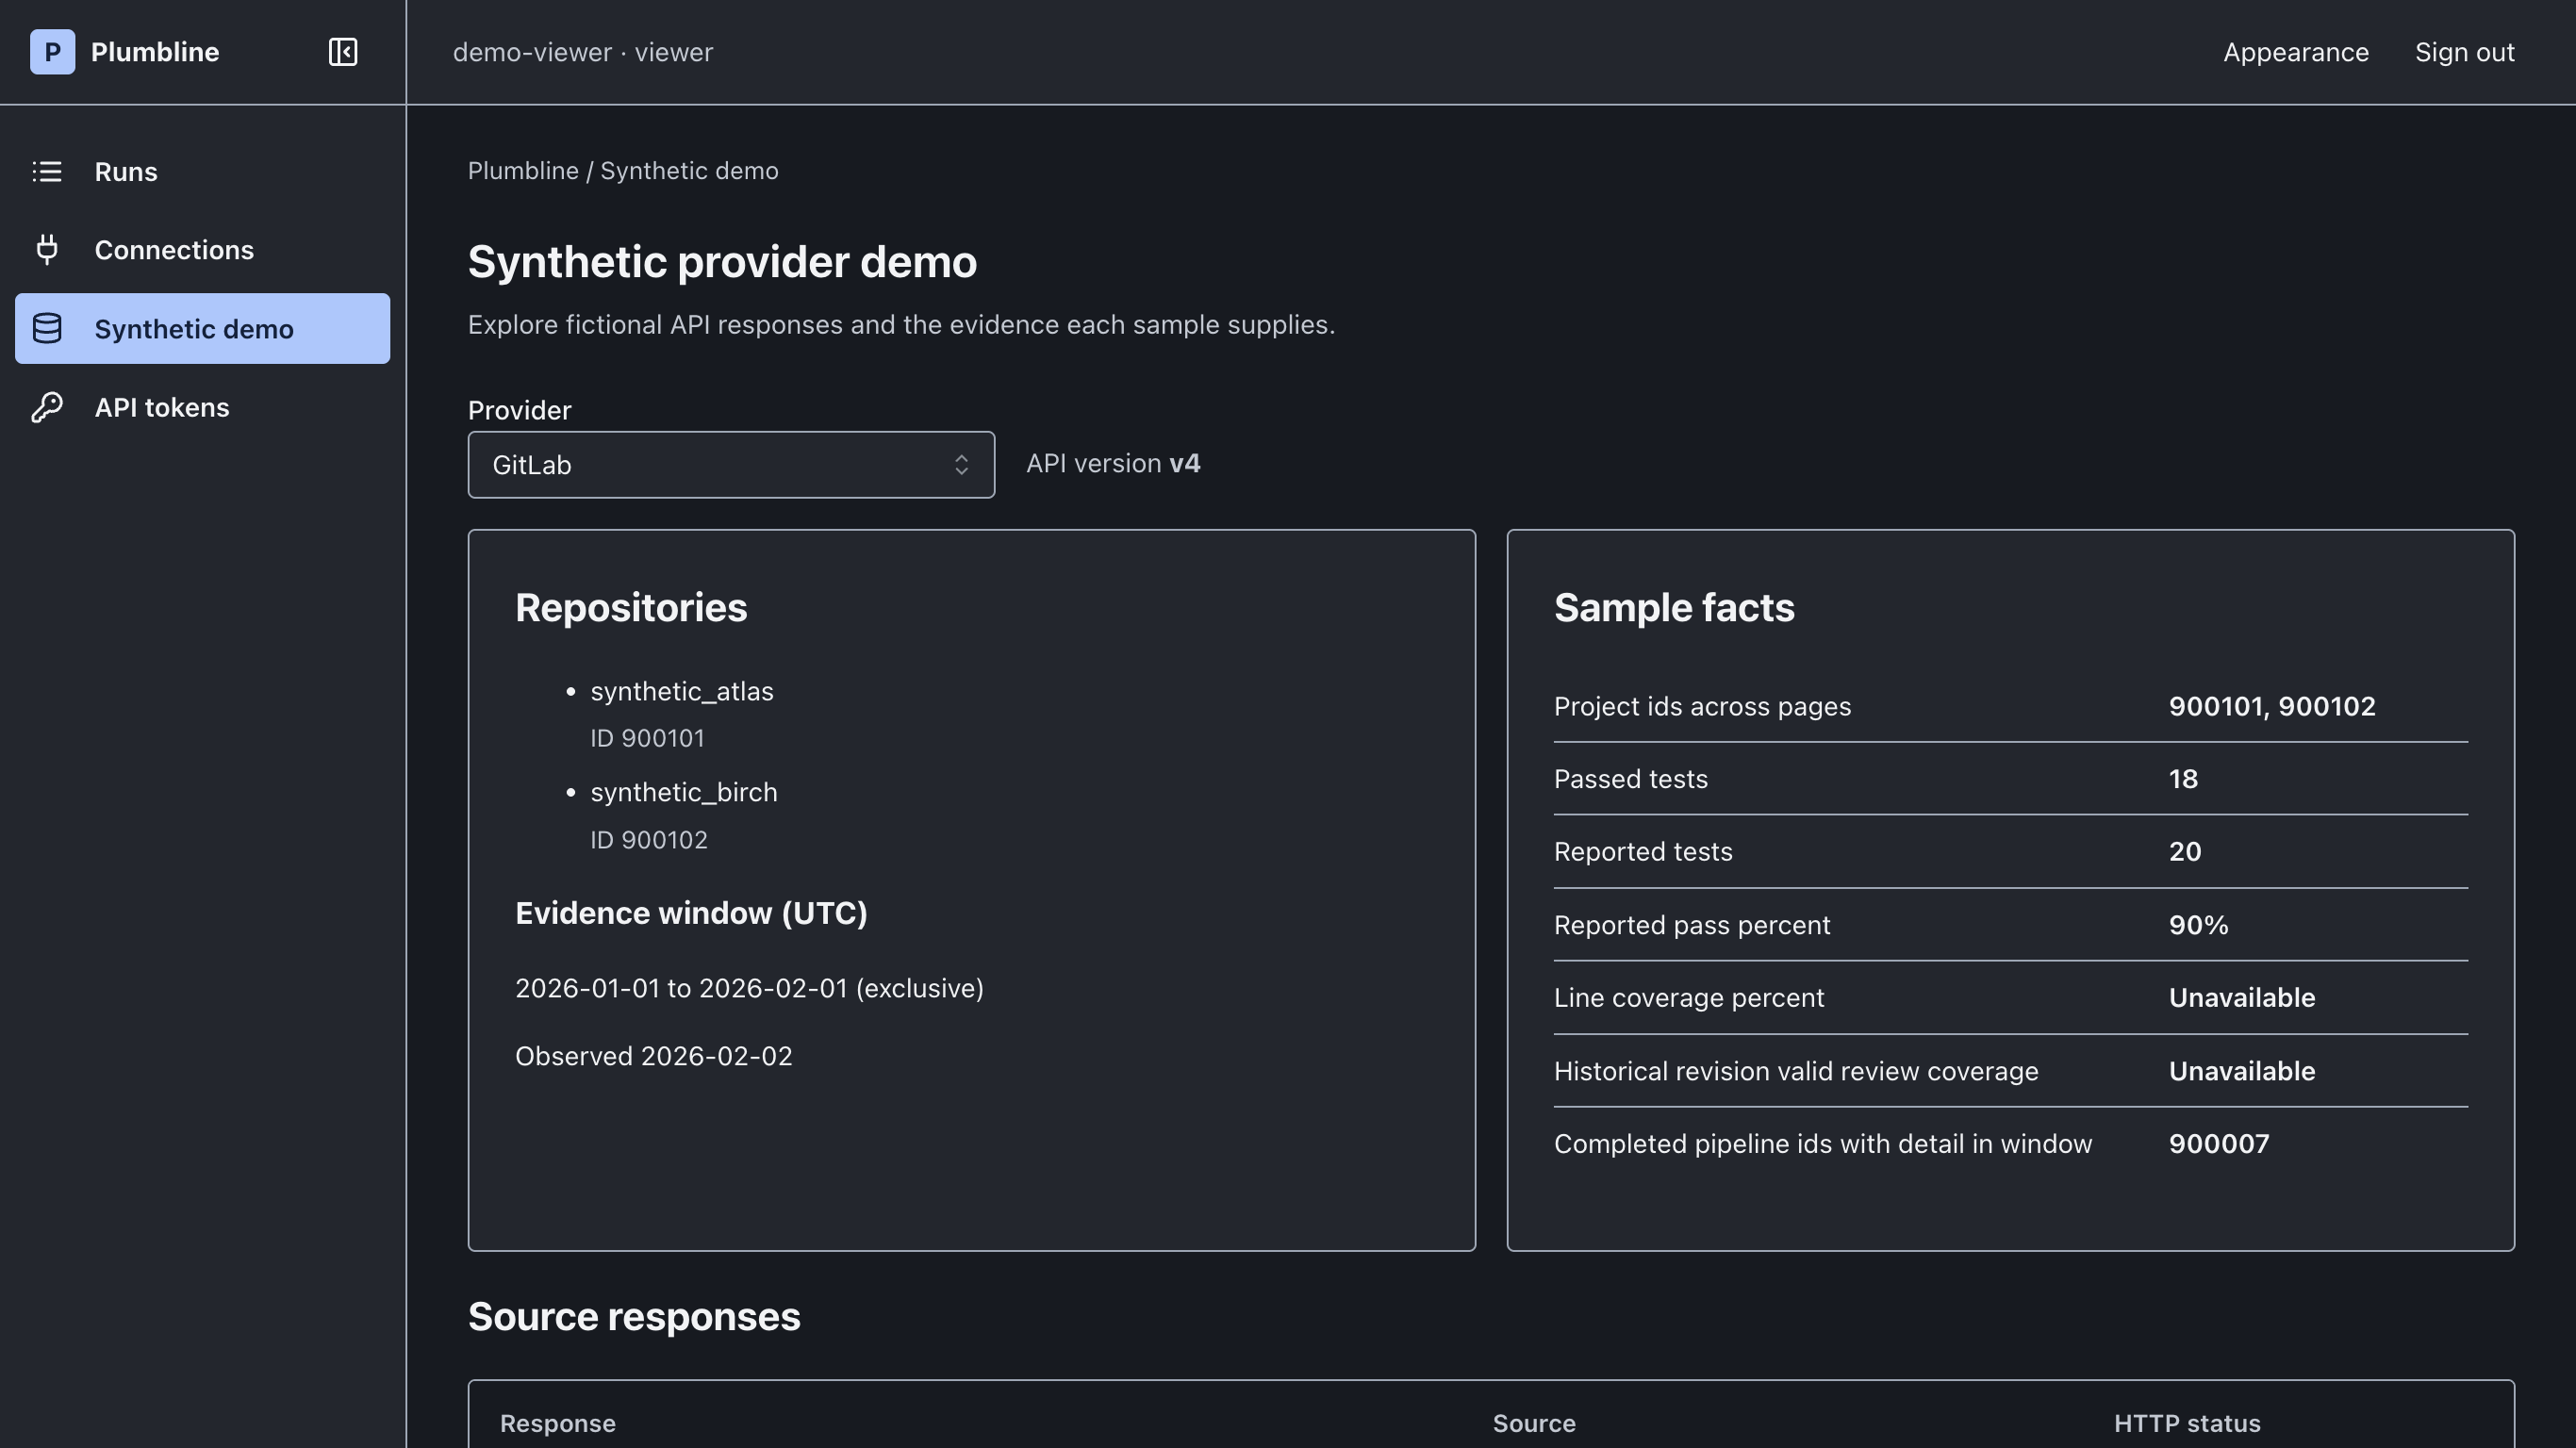 P Plumbline
demo-viewer · viewer
Appearance
Sign out
Runs
Connections
Synthetic demo
API tokens
Plumbline / Synthetic demo
Synthetic provider demo
Explore fictional API responses and the evidence each sample supplies.
Provider
GitLab
API version v4
Repositories
synthetic_atlas
ID 900101
synthetic_birch
ID 900102
Evidence window (UTC)
2026-01-01 to 2026-02-01 (exclusive)
Observed 2026-02-02
Sample facts
Project ids across pages 900101, 900102
Passed tests 18
Reported tests 20
Reported pass percent 90%
Line coverage percent Unavailable
Historical revision valid review coverage Unavailable
Completed pipeline ids with detail in window 900007
Source responses
Response Source HTTP status